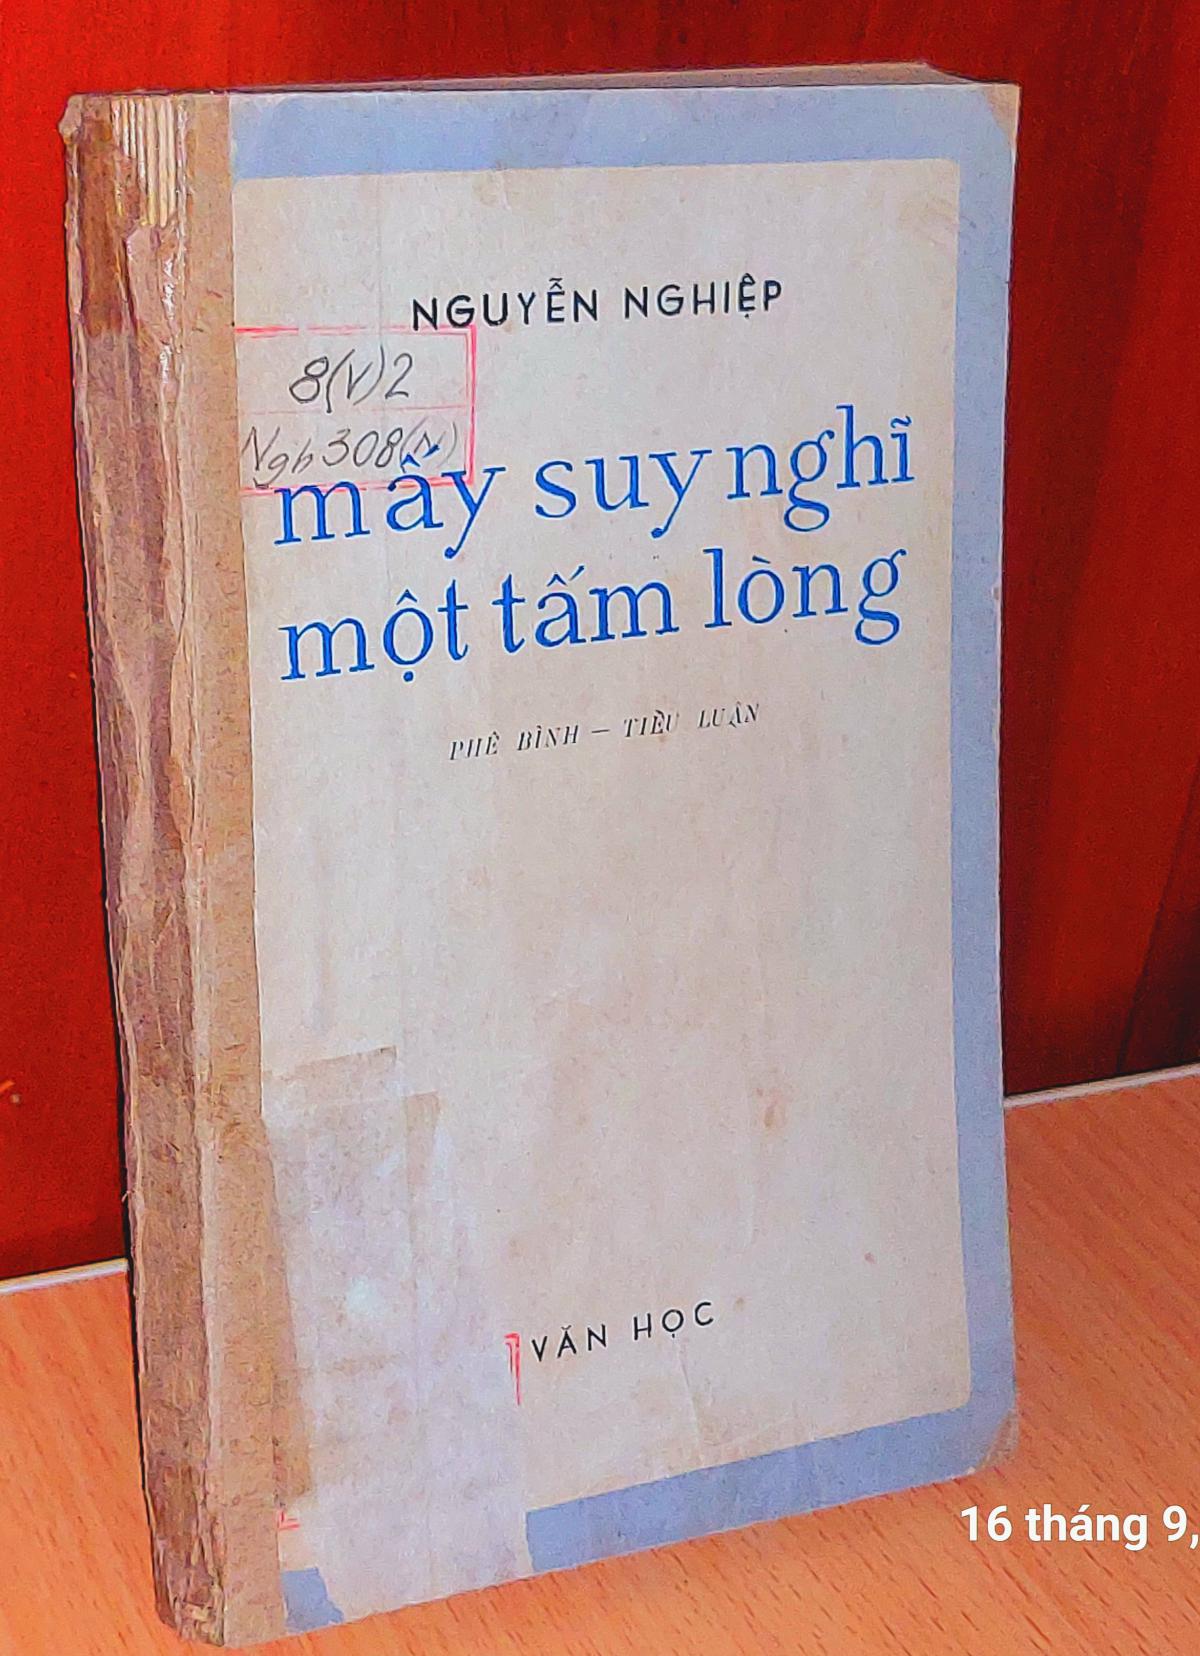 NGUYỄN NGHIỆP
8(V)2
Ngh308(N)
mấy suy nghĩ
một tấm lòng
PHÊ BÌNH — TIỂU LUẬN
VĂN HỌC
16 tháng 9,